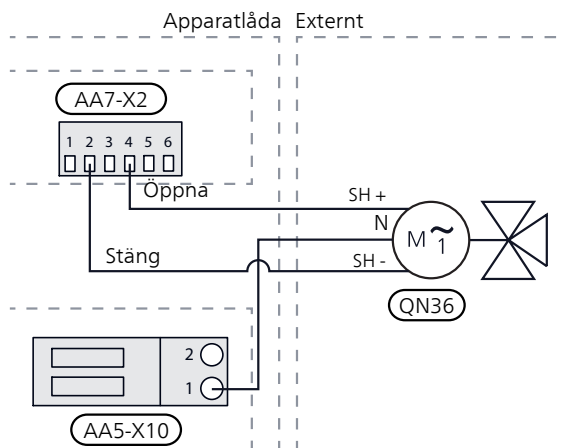 Apparatlåda Externt
AA7-X2
1 2 3 4 5 6
Öppna
SH +
N
Stäng
SH -
M ~ 1
QN36
2
1
AA5-X10